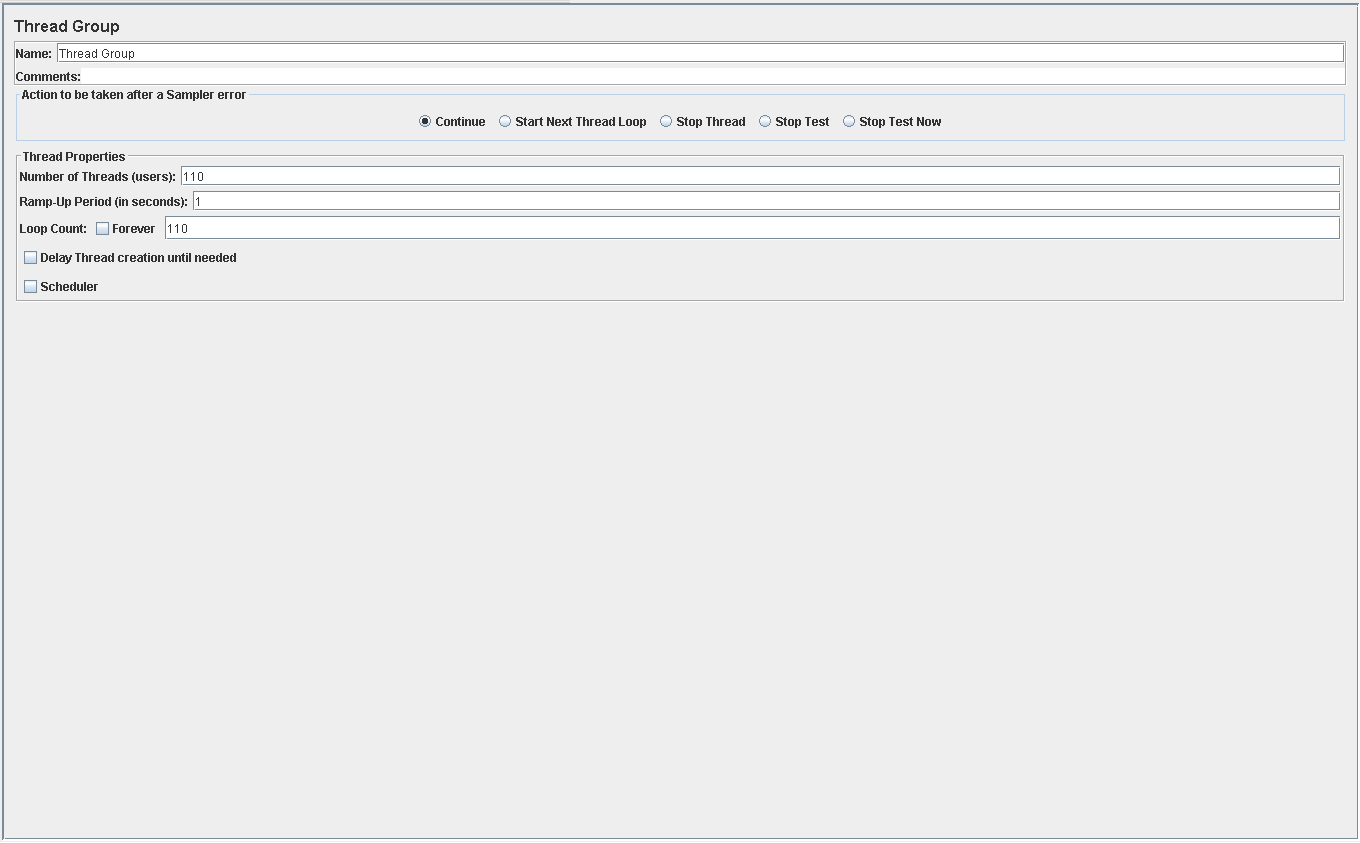 Thread Group
Name: Thread Group
Comments:
Action to be taken after a Sampler error
Continue Start Next Thread Loop Stop Thread Stop Test Stop Test Now
Thread Properties
Number of Threads (users): 110
Ramp-Up Period (in seconds): 1
Loop Count: Forever 110
Delay Thread creation until needed
Scheduler